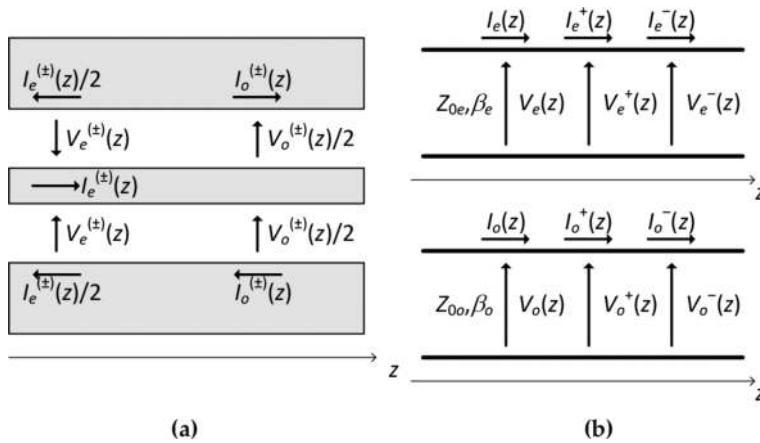 I_e^(±)(z)/2 I_o^(±)(z)
V_e^(±)(z) V_o^(±)(z)/2
I_e^(±)(z)
V_e^(±)(z) V_o^(±)(z)/2
I_e^(±)(z)/2 I_o^(±)(z)
z
(a)
I_e(z) I_e^+(z) I_e^-(z)
Z_0e,β_e V_e(z) V_e^+(z) V_e^-(z)
z
I_o(z) I_o^+(z) I_o^-(z)
Z_0o,β_o V_o(z) V_o^+(z) V_o^-(z)
z
(b)